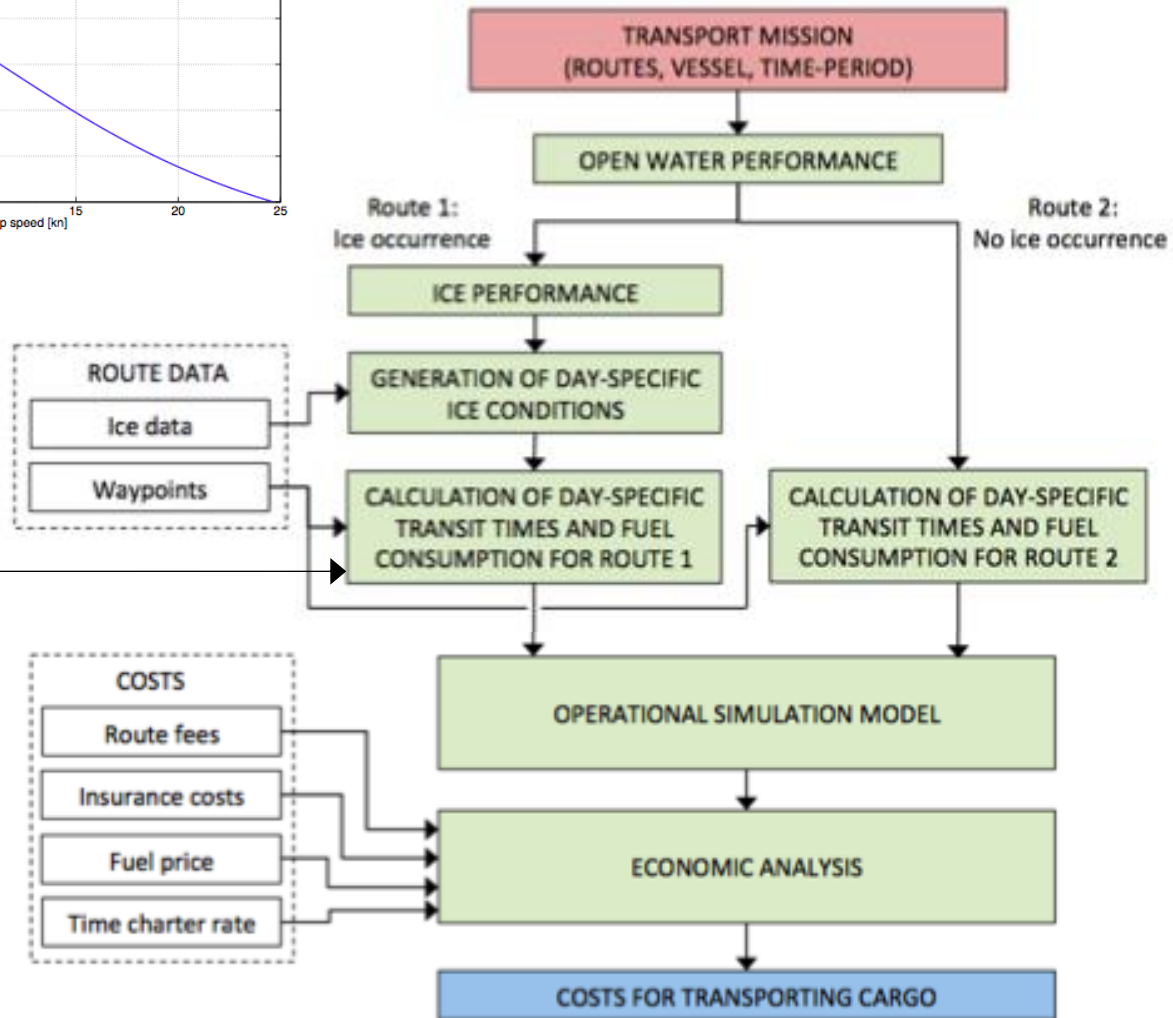 TRANSPORT MISSION
(ROUTES, VESSEL, TIME-PERIOD)
OPEN WATER PERFORMANCE
15
20
25
p speed [kn]
Route 1:
Ice occurrence
Route 2:
No ice occurrence
ICE PERFORMANCE
ROUTE DATA
Ice data
Waypoints
GENERATION OF DAY-SPECIFIC
ICE CONDITIONS
CALCULATION OF DAY-SPECIFIC
TRANSIT TIMES AND FUEL
CONSUMPTION FOR ROUTE 1
CALCULATION OF DAY-SPECIFIC
TRANSIT TIMES AND FUEL
CONSUMPTION FOR ROUTE 2
OPERATIONAL SIMULATION MODEL
COSTS
Route fees
Insurance costs
Fuel price
Time charter rate
ECONOMIC ANALYSIS
COSTS FOR TRANSPORTING CARGO